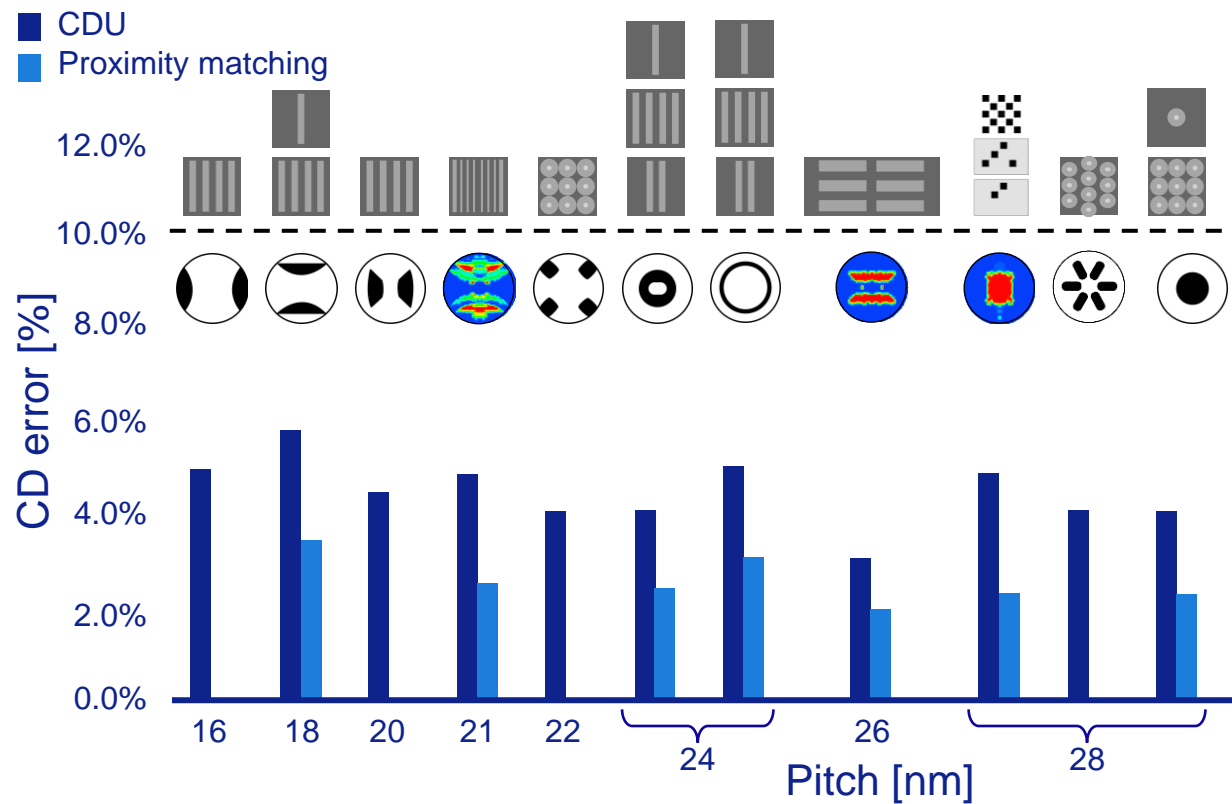 CDU
Proximity matching
12.0%
10.0%
8.0%
6.0%
4.0%
2.0%
0.0%
CD error [%]
16 18 20 21 22 24 26 28
Pitch [nm]